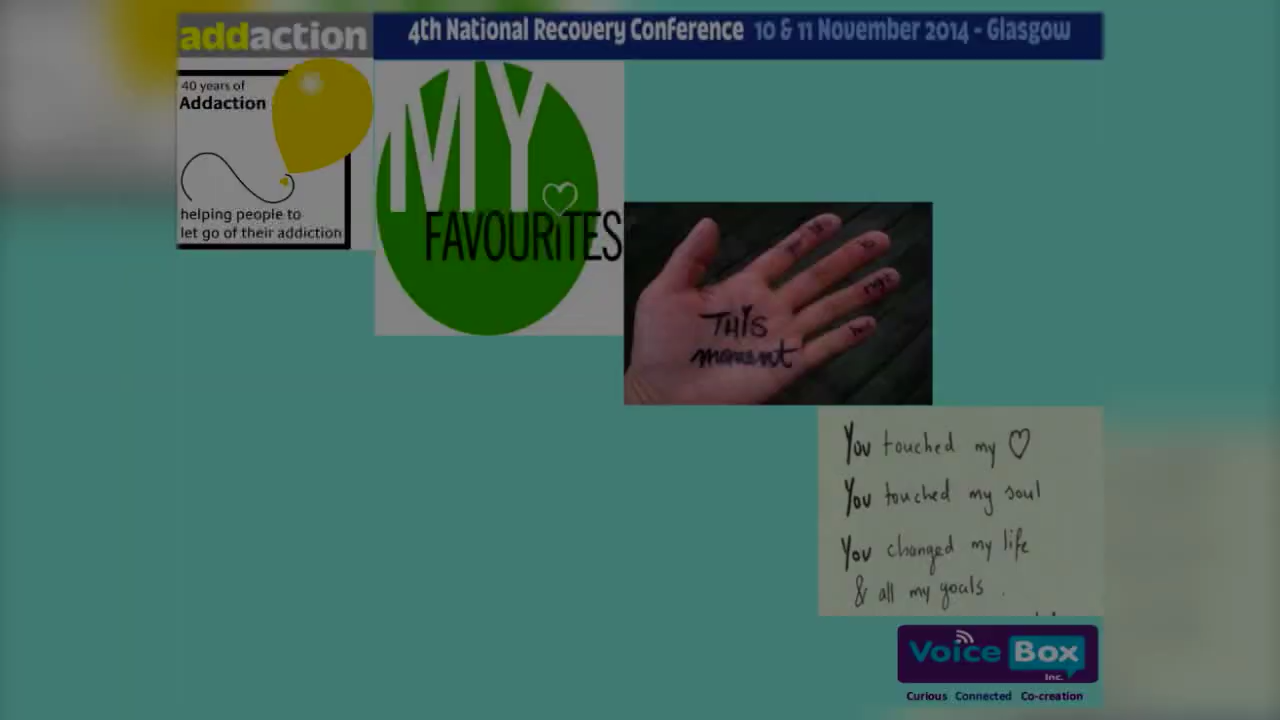 addaction
4th National Recovery Conference 10 & 11 November 2014 - Glasgow
40 years of
Addaction
helping people to
let go of their addiction
MY
FAVOURiTES
THiS
moment
right
You touched my ♡
You touched my soul
You changed my life
& all my goals .
Voice Box
Inc.
Curious Connected Co-creation